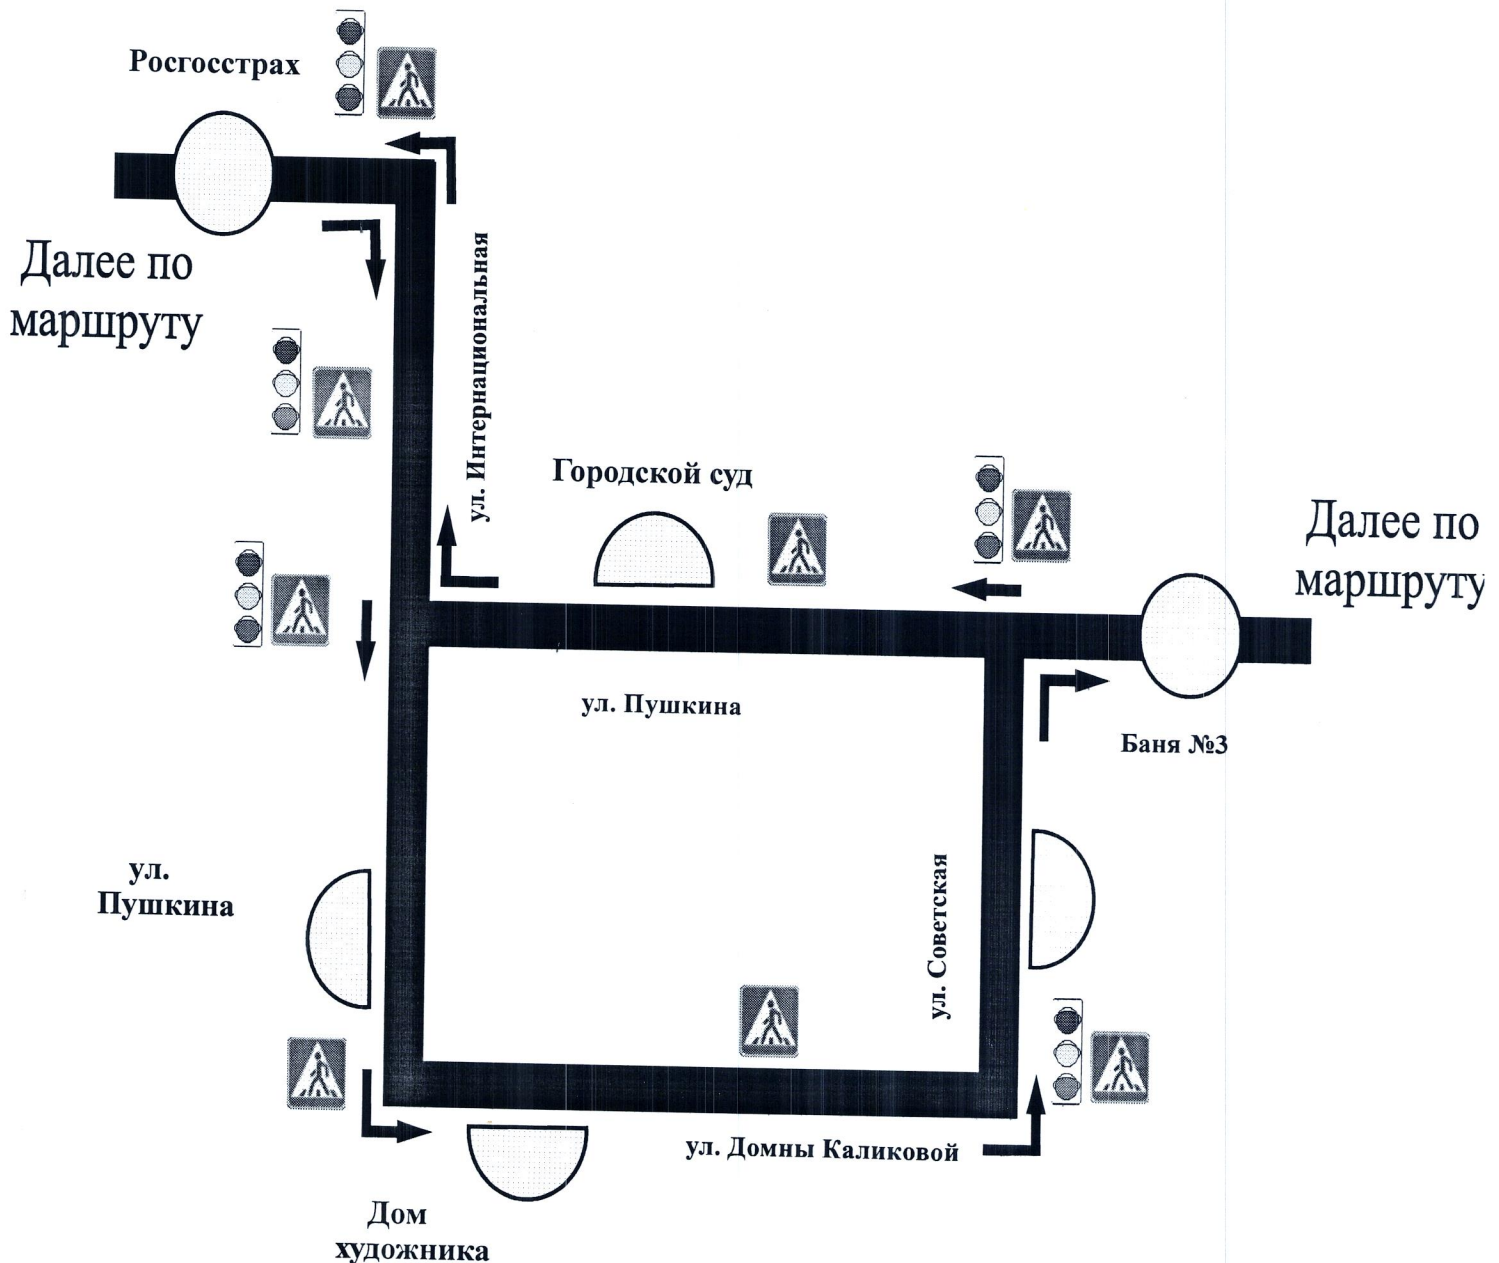 Росгосстрах
Далее по
маршруту
ул. Интернациональная
Городской суд
Далее по
маршруту
ул. Пушкина
Баня №3
ул.
Пушкина
ул. Советская
ул. Домны Каликовой
Дом
художника